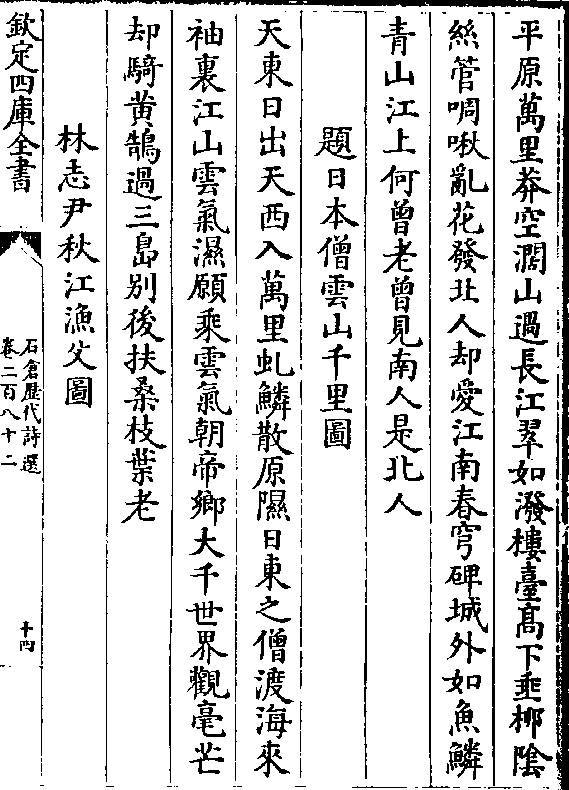 平原萬里莽空濶山過長江翠如潑樓臺髙下垂栁隂
絲管啁啾亂花發北人却愛江南春穹碑城外如魚鱗
青山江上何曾老曾見南人是北人
題日本僧雲山千里圖
天東日出天西入萬里虬鱗散原隰日東之僧渡海來
袖裏江山雲氣濕願乘雲氣朝帝鄉大千世界觀毫芒
却騎黄鵠過三島别後扶桑枝葉老
林志尹秋江漁父圖
欽定四庫全書
石倉歴代詩選
卷二百八十二
十四